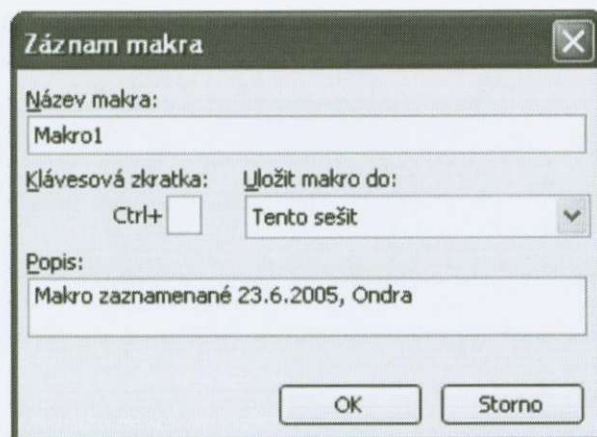 Záznam makra
Název makra:
Makro1
Klávesová zkratka: Uložit makro do:
Ctrl+ Tento sešit
Popis:
Makro zaznamenané 23.6.2005, Ondra
OK Storno